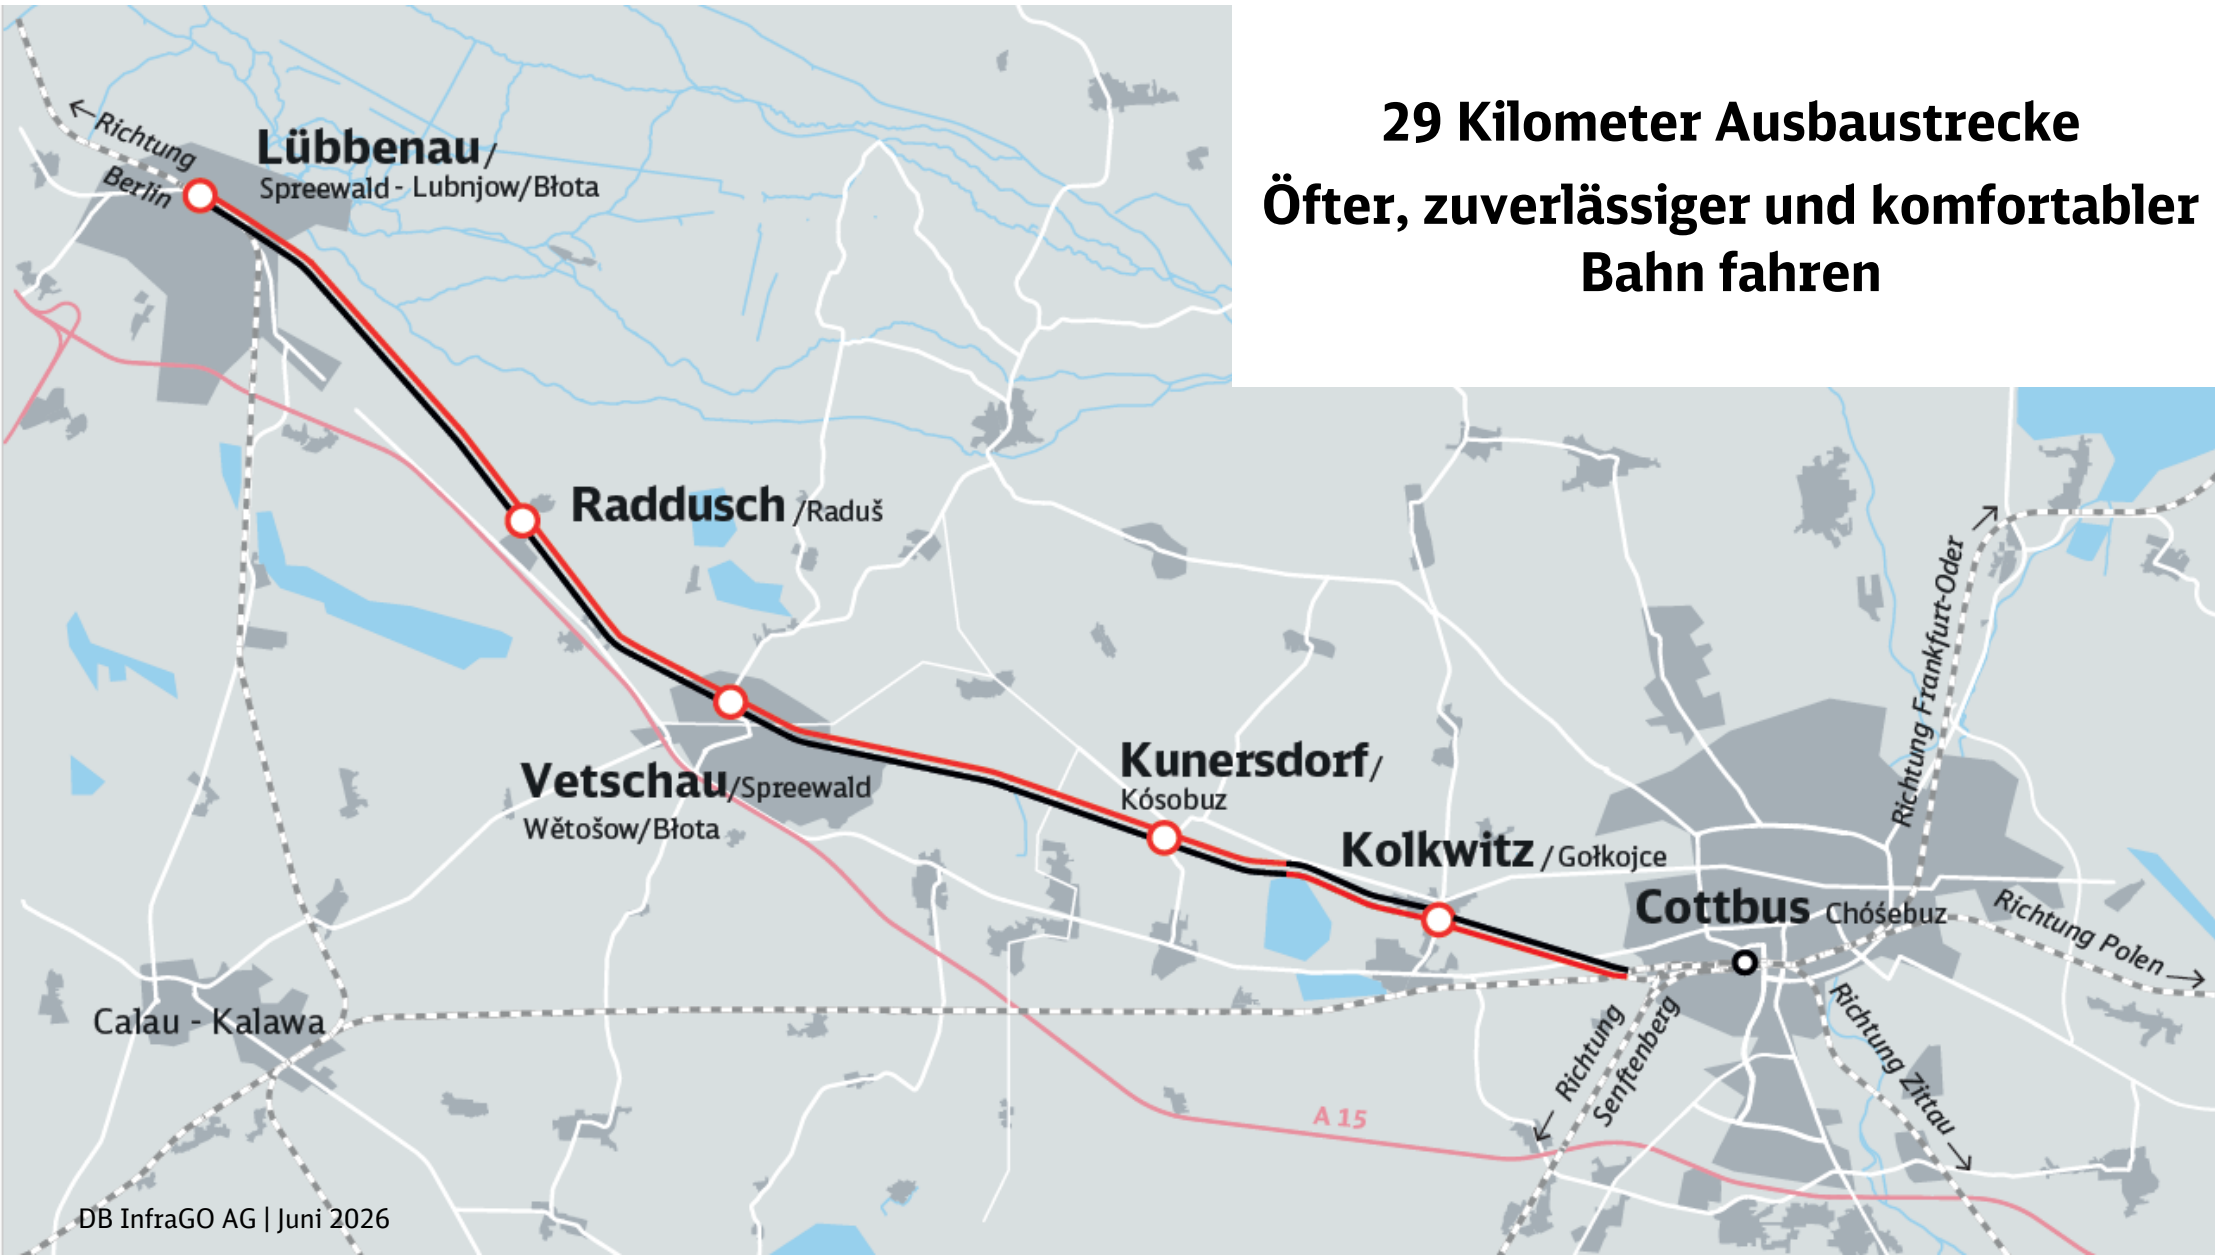 29 Kilometer Ausbaustrecke
Öfter, zuverlässiger und komfortabler
Bahn fahren
←Richtung
Berlin
Lübbenau/
Spreewald - Lubnjow/Błota
Raddusch /Raduš
Vetschau/Spreewald
Wětošow/Błota
Kunersdorf/
Kósobuz
Kolkwitz /Gołkojce
Cottbus Chóśebuz
Richtung Frankfurt-Oder →
Richtung Polen →
Richtung Zittau →
← Richtung
Senftenberg
Calau - Kalawa
A 15
DB InfraGO AG | Juni 2026